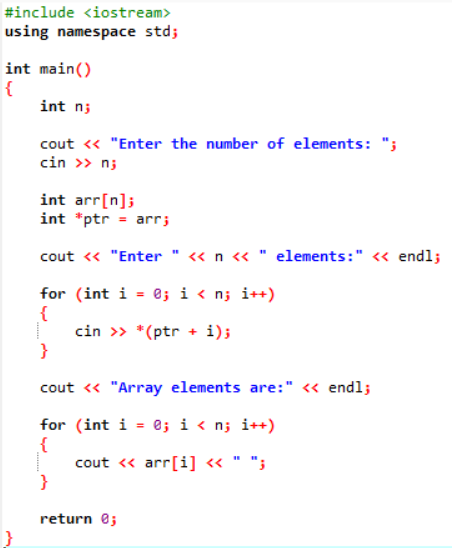 #include <iostream>
using namespace std;
int main()
{
int n;
cout << "Enter the number of elements: ";
cin >> n;
int arr[n];
int *ptr = arr;
cout << "Enter " << n << " elements:" << endl;
for (int i = 0; i < n; i++)
{
cin >> *(ptr + i);
}
cout << "Array elements are:" << endl;
for (int i = 0; i < n; i++)
{
cout << arr[i] << " ";
}
return 0;
}